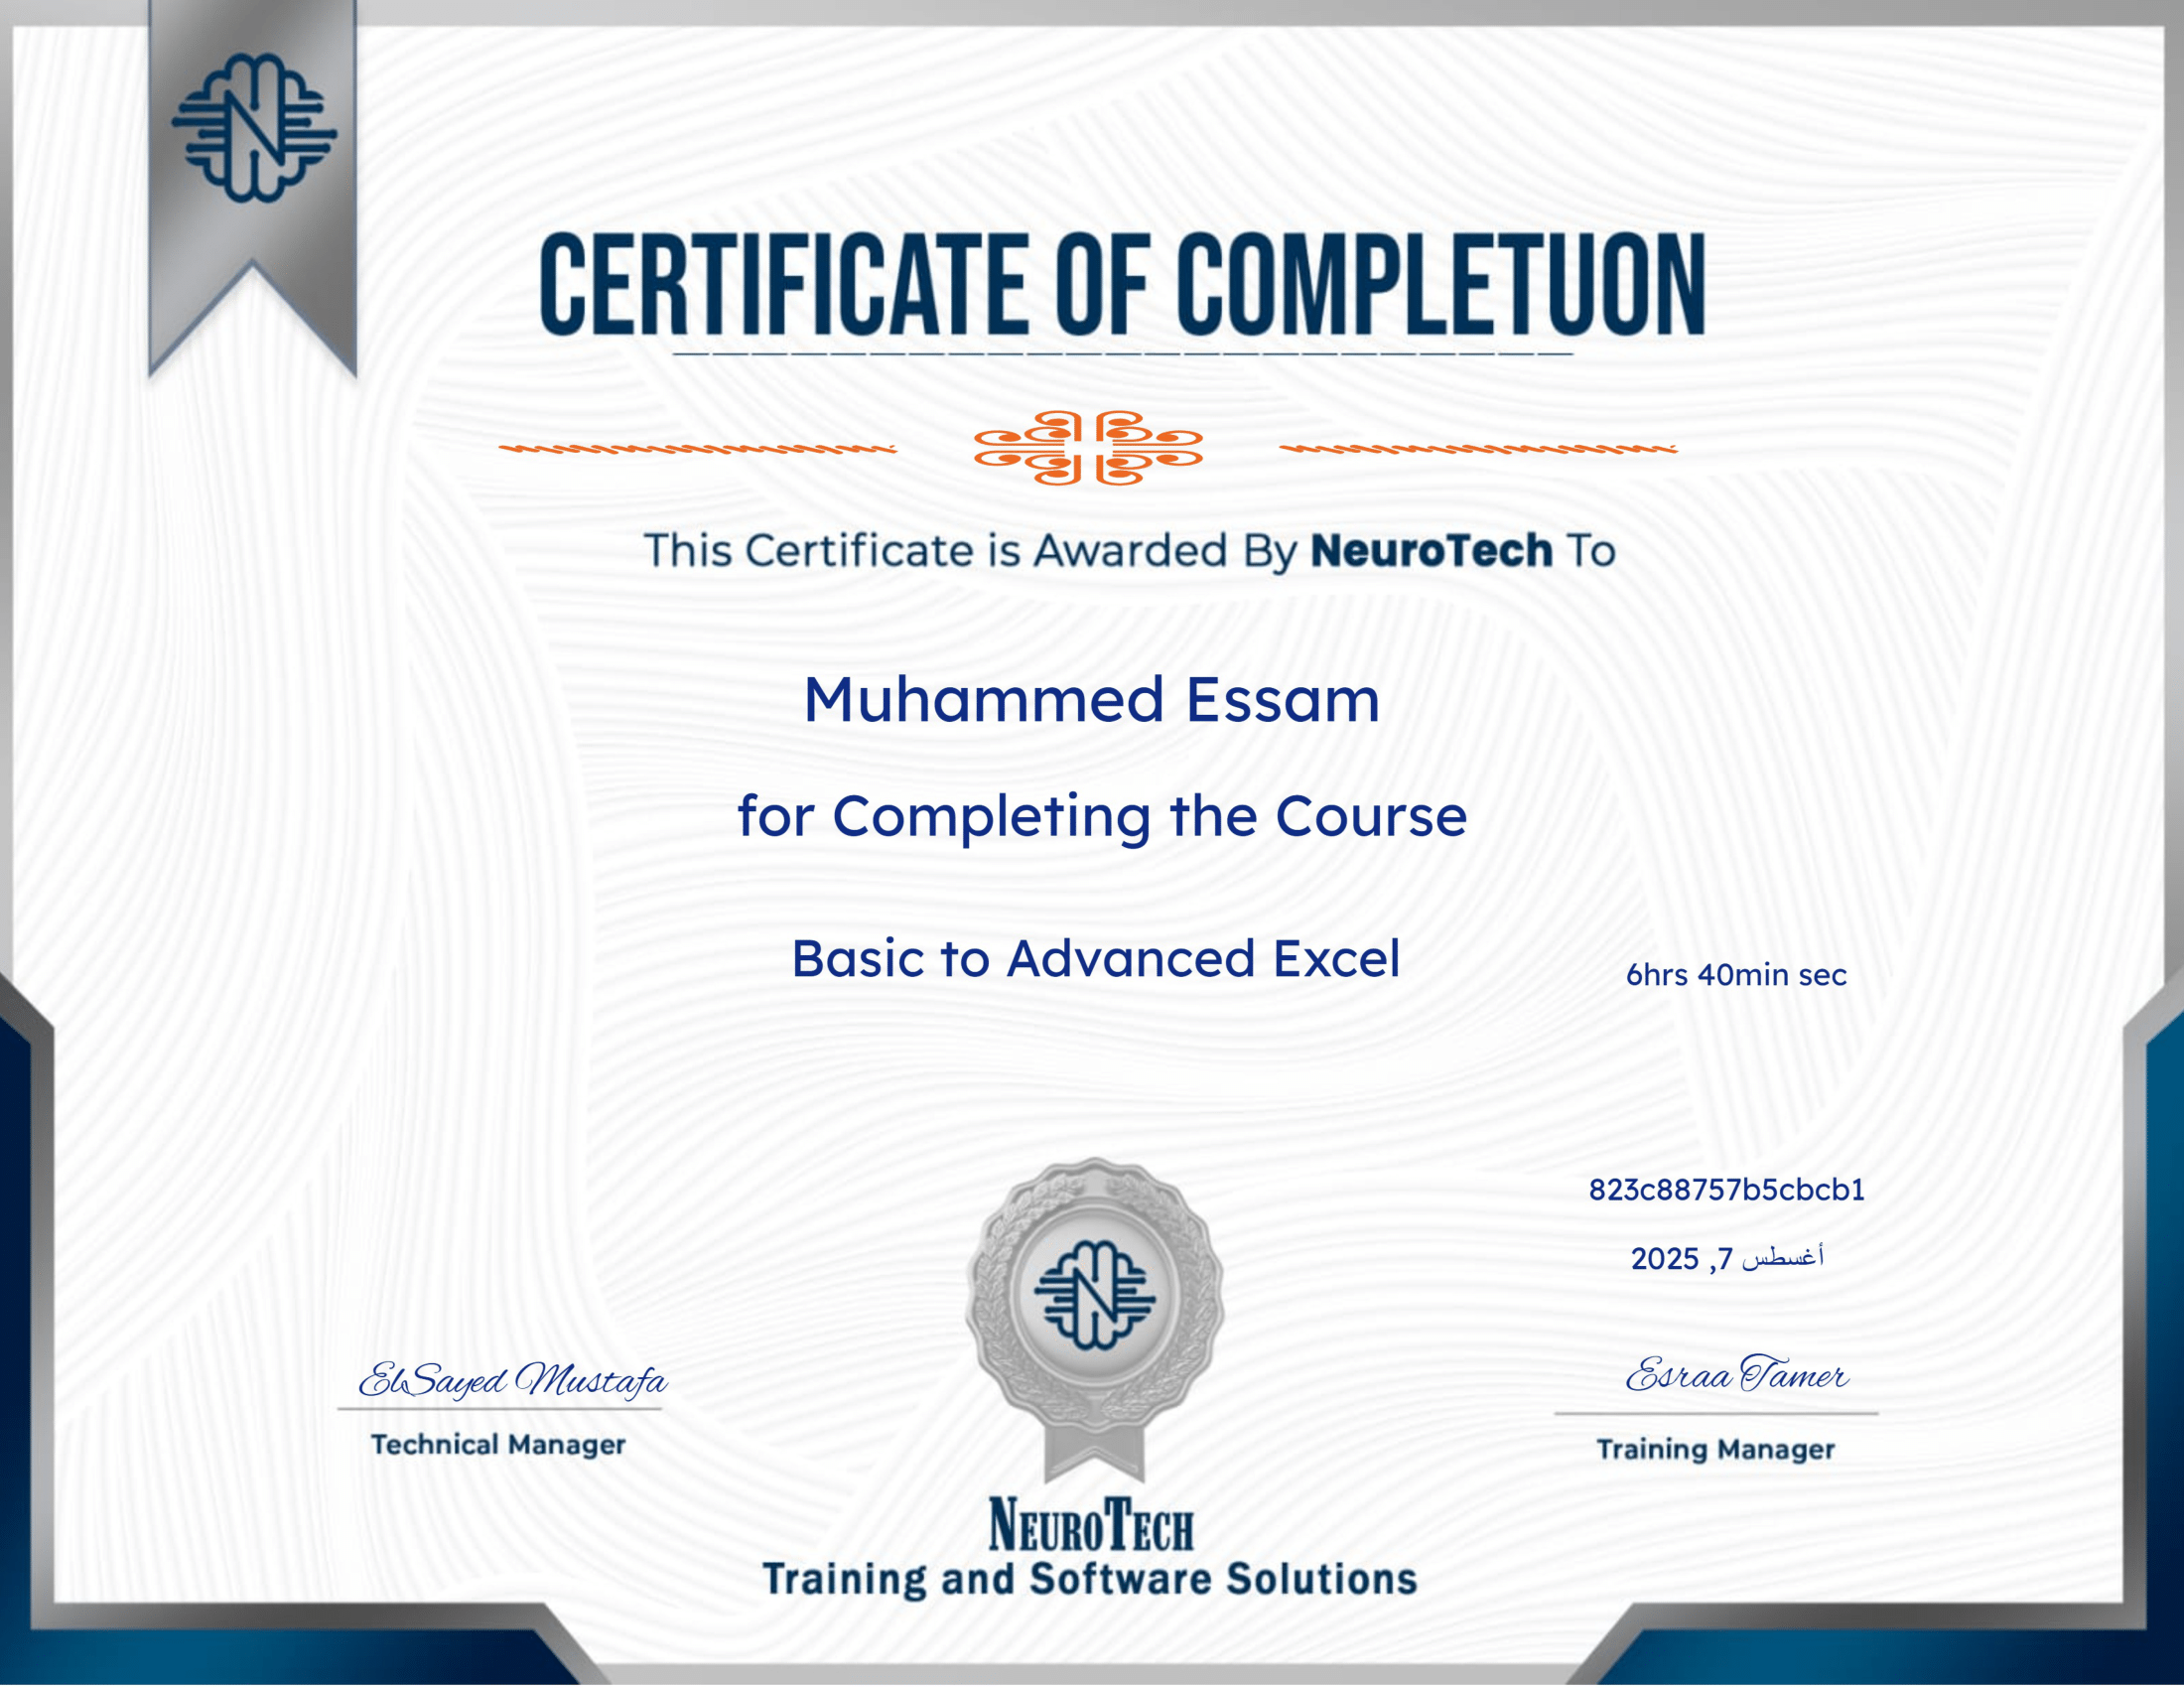 CERTIFICATE OF COMPLETUON
This Certificate is Awarded By NeuroTech To
Muhammed Essam
for Completing the Course
Basic to Advanced Excel
6hrs 40min sec
823c88757b5cbcb1
أغسطس 7, 2025
ElSayed Mustafa
Technical Manager
Esraa Tamer
Training Manager
NEUROTECH
Training and Software Solutions